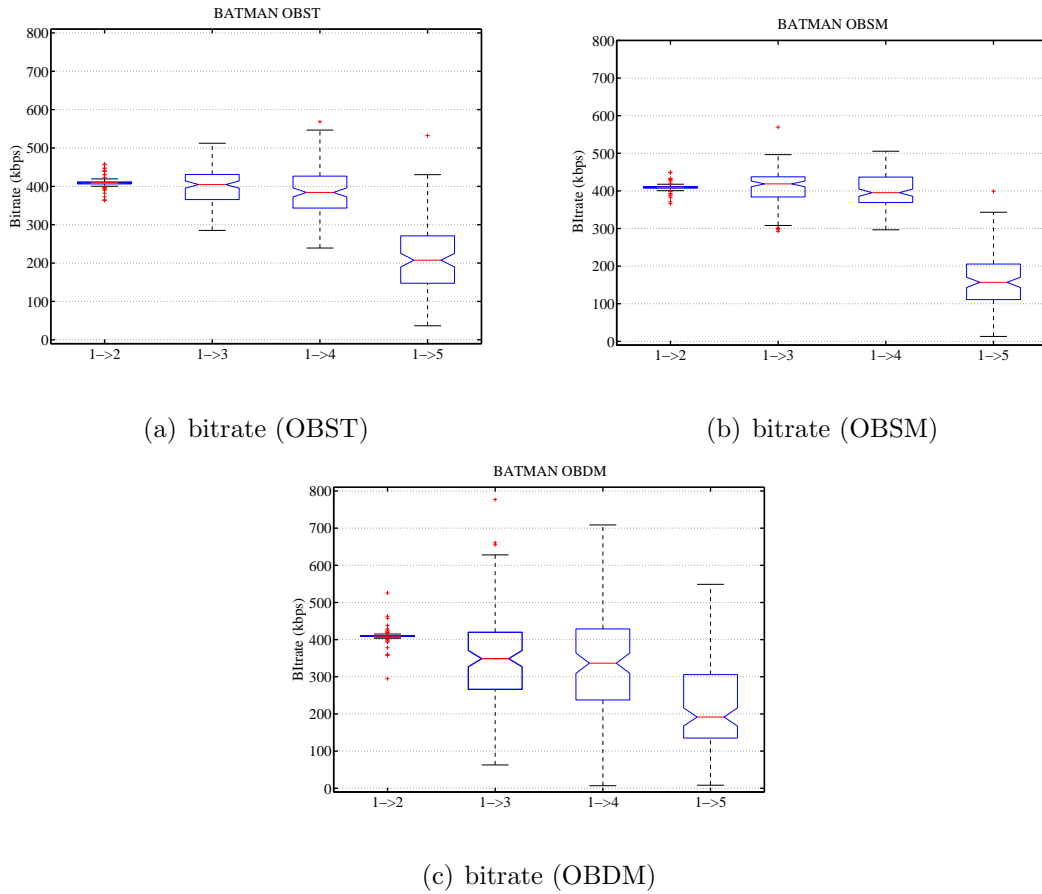 BATMAN OBST
800
700
600
500
400
300
200
100
0
Bitrate (kbps)
1−>2 1−>3 1−>4 1−>5
(a) bitrate (OBST)
BATMAN OBSM
800
700
600
500
400
300
200
100
0
BItrate (kbps)
1−>2 1−>3 1−>4 1−>5
(b) bitrate (OBSM)
BATMAN OBDM
800
700
600
500
400
300
200
100
0
BItrate (kbps)
1−>2 1−>3 1−>4 1−>5
(c) bitrate (OBDM)